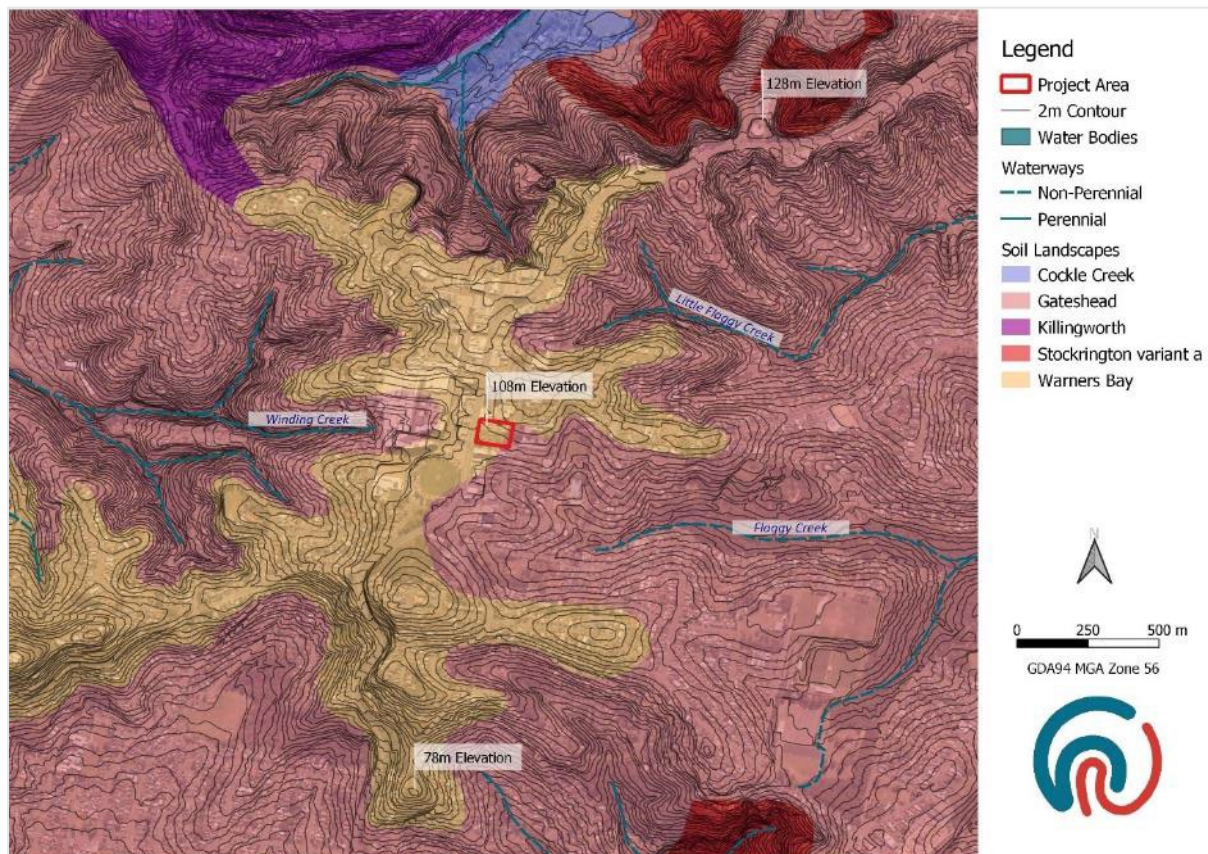 128m Elevation
Little Flaggy Creek
108m Elevation
Winding Creek
Flaggy Creek
78m Elevation
Legend
Project Area
2m Contour
Water Bodies
Waterways
Non-Perennial
Perennial
Soil Landscapes
Cockle Creek
Gateshead
Killingworth
Stockrington variant a
Warners Bay
N
0 250 500 m
GDA94 MGA Zone 56